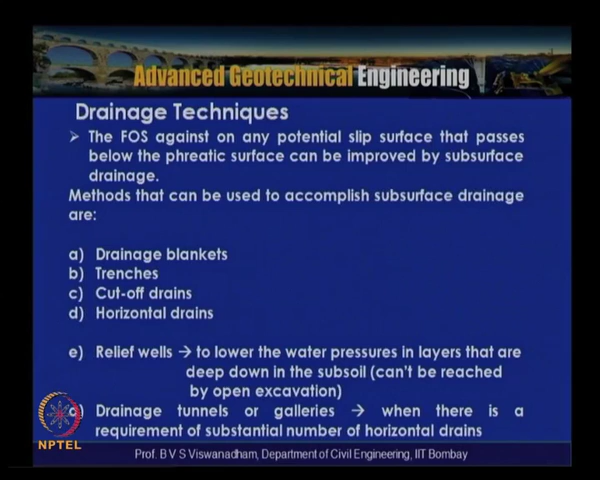 Advanced Geotechnical Engineering
Drainage Techniques
➢ The FOS against on any potential slip surface that passes
below the phreatic surface can be improved by subsurface
drainage.
Methods that can be used to accomplish subsurface drainage
are:
a) Drainage blankets
b) Trenches
c) Cut-off drains
d) Horizontal drains
e) Relief wells → to lower the water pressures in layers that are
deep down in the subsoil (can't be reached
by open excavation)
Drainage tunnels or galleries → when there is a
requirement of substantial number of horizontal drains
NPTEL
Prof. B V S Viswanadham, Department of Civil Engineering, IIT Bombay